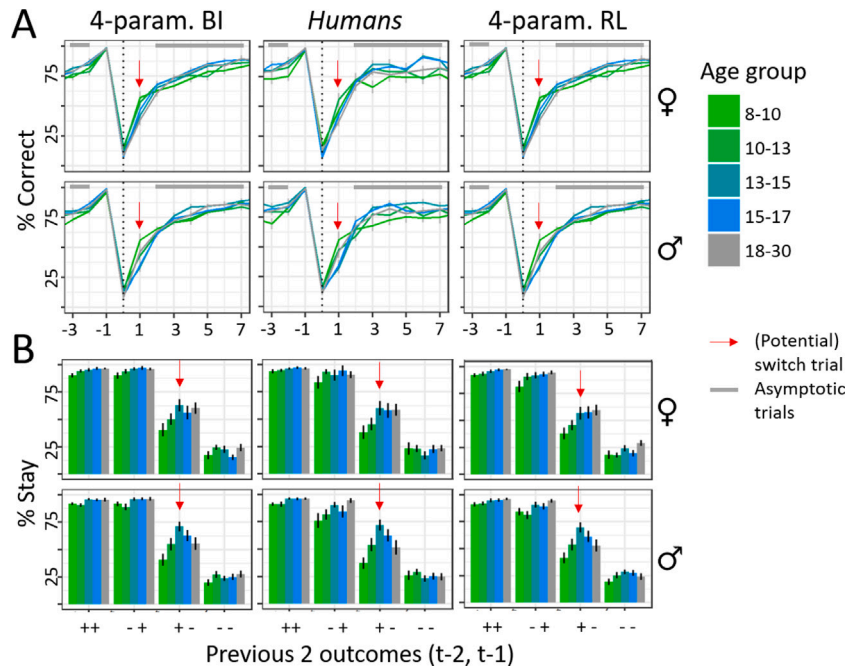 A 4-param. BI Humans 4-param. RL
75
25
♀
% Correct
75
25
♂
-3 -1 1 3 5 7 -3 -1 1 3 5 7 -3 -1 1 3 5 7
Age group
8-10
10-13
13-15
15-17
18-30
(Potential)
switch trial
Asymptotic
trials
B
75
25
♀
% Stay
75
25
♂
++ - + + - - - ++ - + + - - - ++ - + + - - -
Previous 2 outcomes (t-2, t-1)